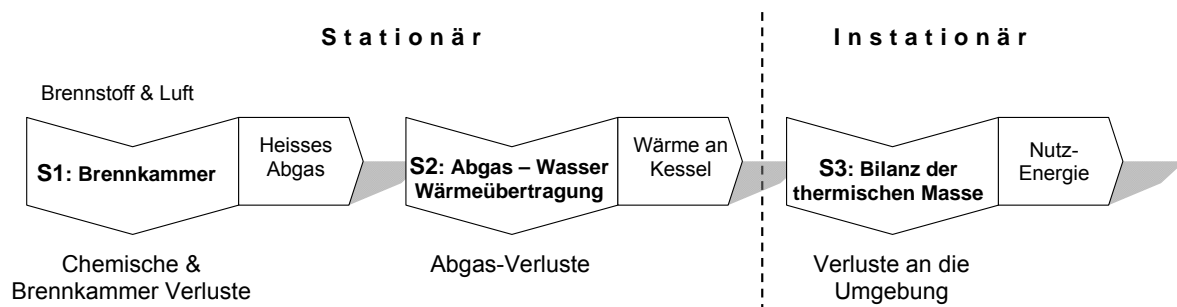 Stationär
Instationär
Brennstoff & Luft
S1: Brennkammer
Heisses
Abgas
S2: Abgas – Wasser
Wärmeübertragung
Wärme an
Kessel
S3: Bilanz der
thermischen Masse
Nutz-
Energie
Chemische &
Brennkammer Verluste
Abgas-Verluste
Verluste an die
Umgebung